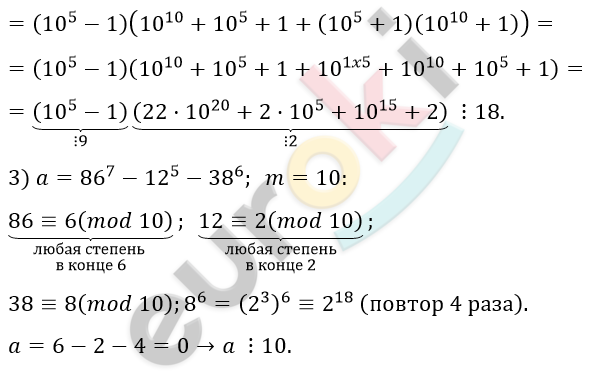 = (10⁵ − 1)(10¹⁰ + 10⁵ + 1 + (10⁵ + 1)(10¹⁰ + 1)) =
= (10⁵ − 1)(10¹⁰ + 10⁵ + 1 + 10¹ˣ⁵ + 10¹⁰ + 10⁵ + 1) =
= (10⁵ − 1) (22 · 10²⁰ + 2 · 10⁵ + 10¹⁵ + 2) ⋮ 18.
⋮9 ⋮2
3) a = 86⁷ − 12⁵ − 38⁶; m = 10:
86 ≡ 6(mod 10) ; 12 ≡ 2(mod 10) ;
любая степень любая степень
в конце 6 в конце 2
38 ≡ 8(mod 10); 8⁶ = (2³)⁶ ≡ 2¹⁸ (повтор 4 раза).
a = 6 − 2 − 4 = 0 → a ⋮ 10.
euroki